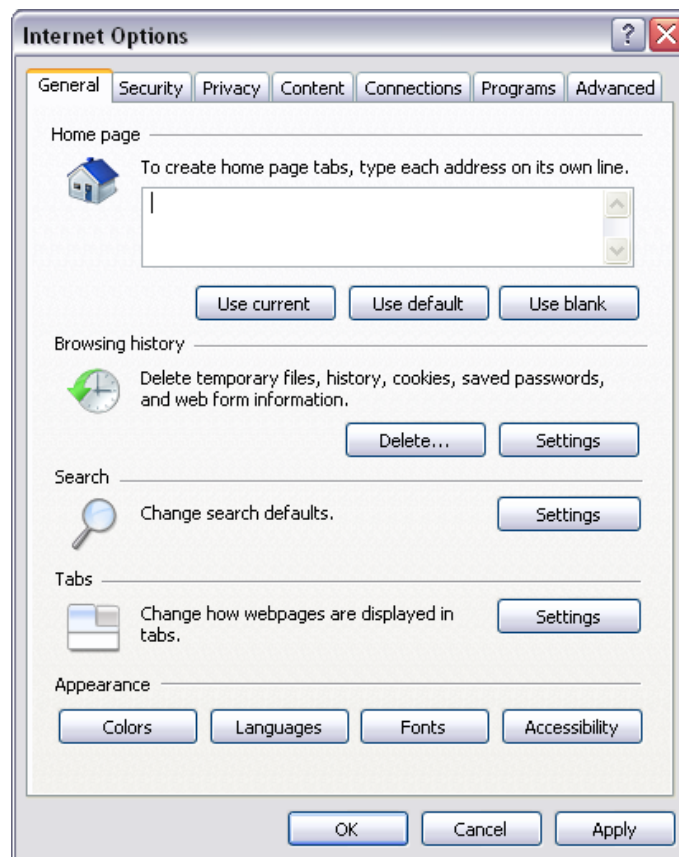 Internet Options
General Security Privacy Content Connections Programs Advanced
Home page
To create home page tabs, type each address on its own line.
Use current Use default Use blank
Browsing history
Delete temporary files, history, cookies, saved passwords,
and web form information.
Delete... Settings
Search
Change search defaults. Settings
Tabs
Change how webpages are displayed in
tabs.
Settings
Appearance
Colors Languages Fonts Accessibility
OK Cancel Apply